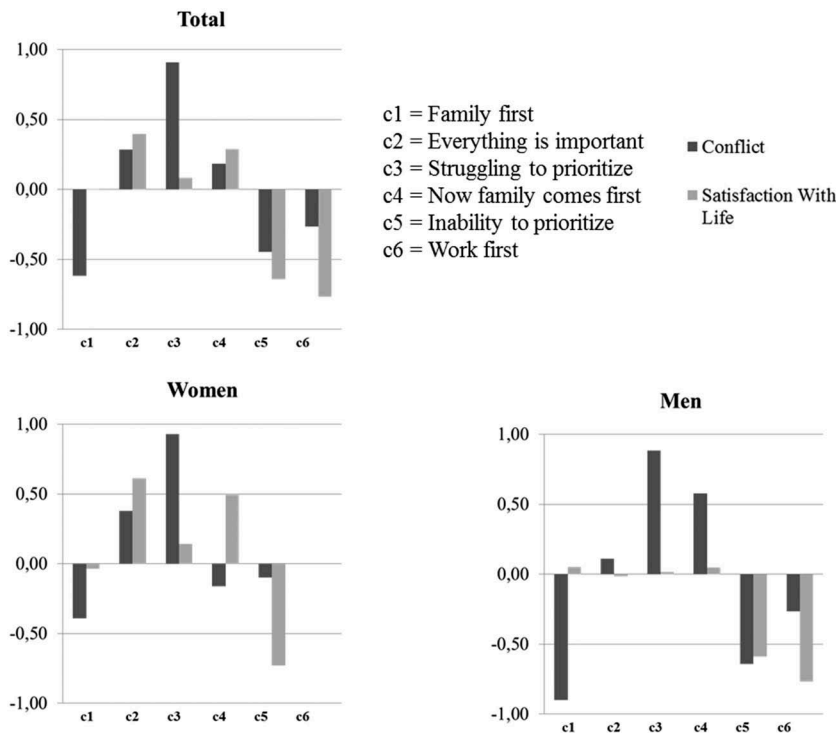 Total
1,00
0,50
0,00
-0,50
-1,00
c1 c2 c3 c4 c5 c6
c1 = Family first
c2 = Everything is important
c3 = Struggling to prioritize
c4 = Now family comes first
c5 = Inability to prioritize
c6 = Work first
Conflict
Satisfaction With
Life
Women
1,00
0,50
0,00
-0,50
-1,00
c1 c2 c3 c4 c5 c6
Men
1,00
0,50
0,00
-0,50
-1,00
c1 c2 c3 c4 c5 c6